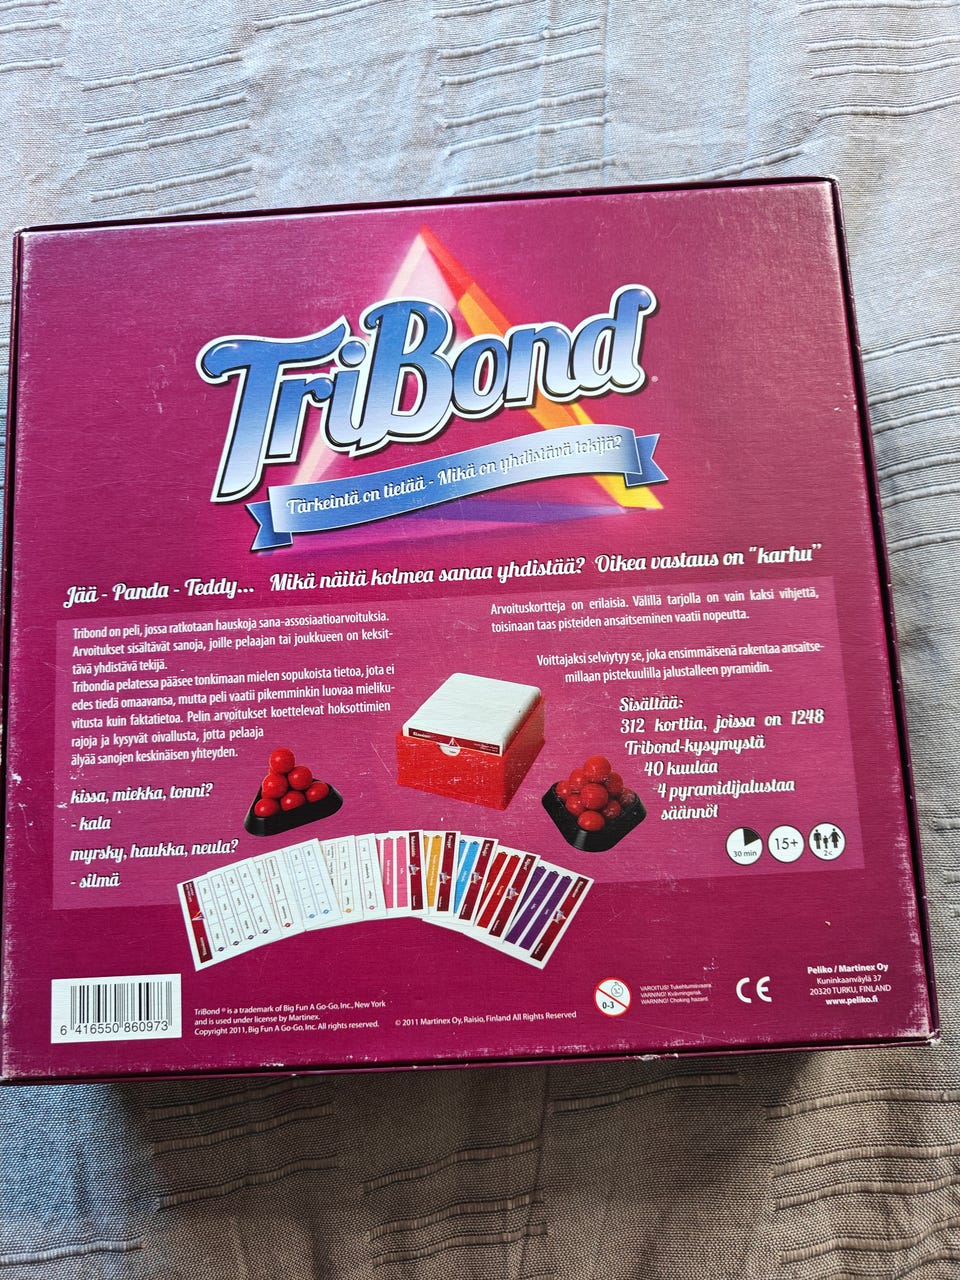 TriBond
Tärkeintä on tietää - Mikä on yhdistävä tekijä?
Jää - Panda - Teddy... Mikä näitä kolmea sanaa yhdistää? Oikea vastaus on "karhu”
Tribond on peli, jossa ratkotaan hauskoja sana-assosiaatioarvoituksia.
Arvoitukset sisältävät sanoja, joille pelaajan tai joukkueen on keksit-
tävä yhdistävä tekijä.
Tribondia pelatessa pääsee tonkimaan mielen sopukoista tietoa, jota ei
edes tiedä omaavansa, mutta peli vaatii pikemminkin luovaa mieliku-
vitusta kuin faktatietoa. Pelin arvoitukset koettelevat hoksottimien
rajoja ja kysyvät oivallusta, jotta pelaaja
älyää sanojen keskinäisen yhteyden.
kissa, miekka, tonni?
- kala
myrsky, haukka, neula?
- silmä
Arvoituskortteja on erilaisia. Välillä tarjolla on vain kaksi vihjettä,
toisinaan taas pisteiden ansaitseminen vaatii nopeutta.
Voittajaksi selviytyy se, joka ensimmäisenä rakentaa ansaitse-
millaan pistekuulilla jalustalleen pyramidin.
Sisältää:
312 korttia, joissa on 1248
Tribond-kysymystä
40 kuulaa
4 pyramidijalustaa
säännöt
30 min
15+
2<
6 416550 860973
TriBond ® is a trademark of Big Fun A Go-Go, Inc., New York
and is used under license by Martinex.
Copyright 2011, Big Fun A Go-Go, Inc. All rights reserved.
© 2011 Martinex Oy, Raisio, Finland All Rights Reserved
0-3
VAROITUS! Tukehtumisvaara.
VARNING! Kvävningsrisk.
WARNING! Choking hazard.
CE
Peliko / Martinex Oy
Kuninkaanväylä 37
20320 TURKU, FINLAND
www.peliko.fi